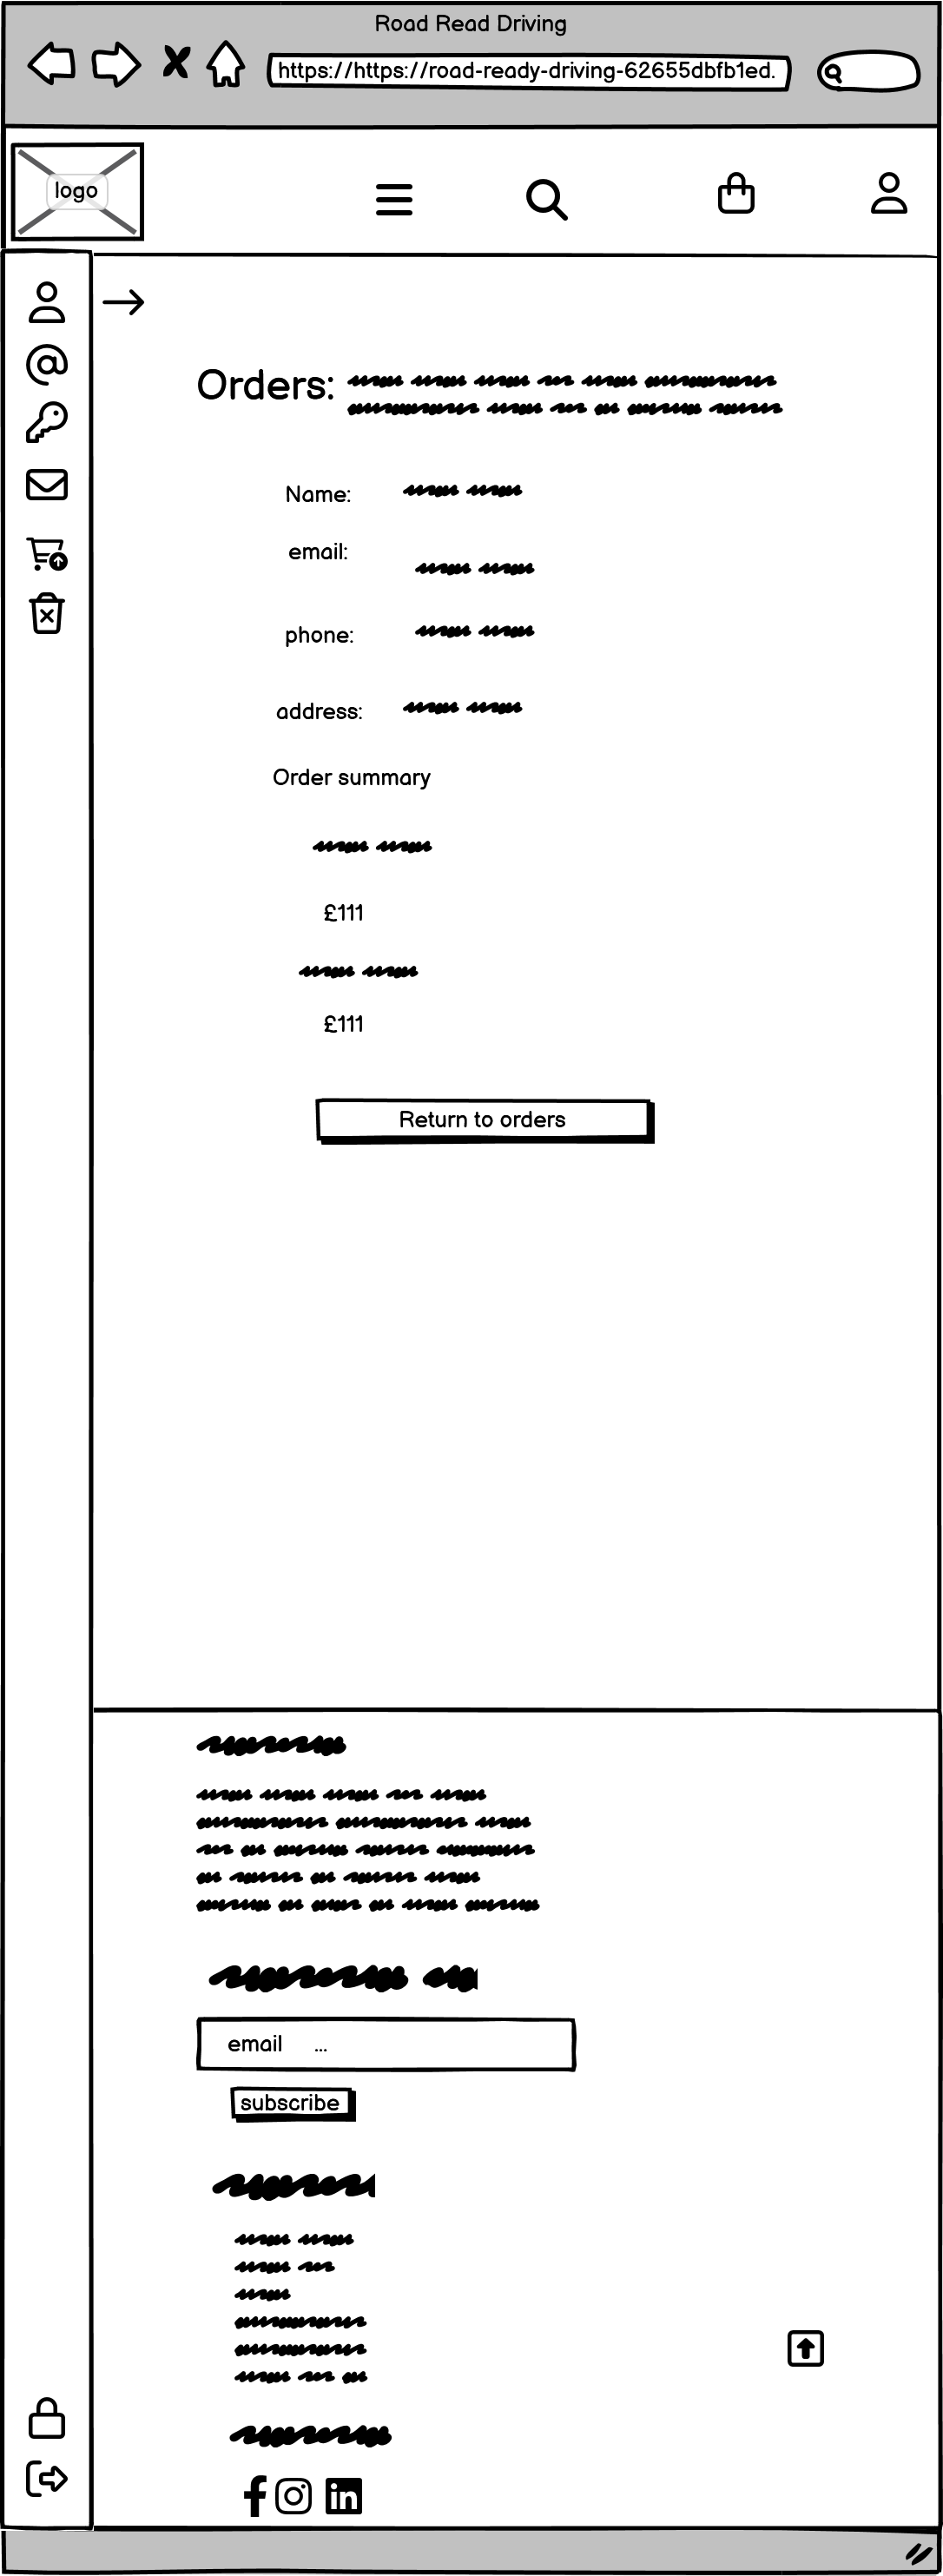 Road Read Driving
https://https://road-ready-driving-62655dbfb1ed.
logo
Orders:
Name:
email:
phone:
address:
Order summary
£111
£111
Return to orders
email ...
subscribe